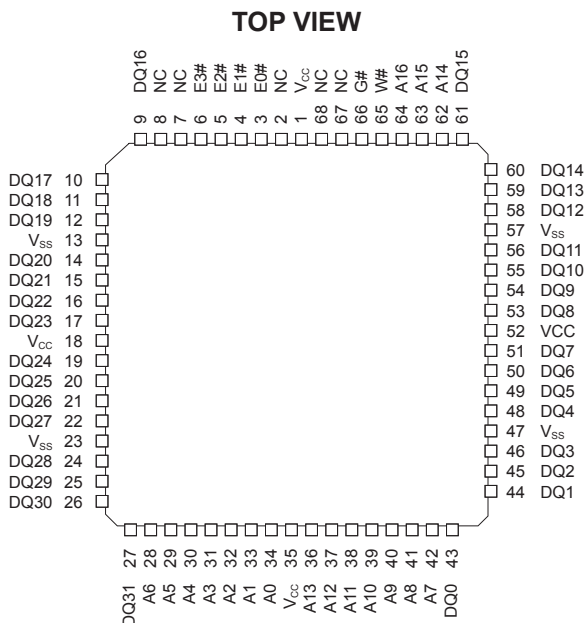 TOP VIEW
DQ16 NC NC E3# E2# E1# E0# NC VCC NC NC G# W# A16 A15 A14 DQ15
9 8 7 6 5 4 3 2 1 68 67 66 65 64 63 62 61
DQ17 10
DQ18 11
DQ19 12
VSS 13
DQ20 14
DQ21 15
DQ22 16
DQ23 17
VCC 18
DQ24 19
DQ25 20
DQ26 21
DQ27 22
VSS 23
DQ28 24
DQ29 25
DQ30 26
60 DQ14
59 DQ13
58 DQ12
57 VSS
56 DQ11
55 DQ10
54 DQ9
53 DQ8
52 VCC
51 DQ7
50 DQ6
49 DQ5
48 DQ4
47 VSS
46 DQ3
45 DQ2
44 DQ1
27 28 29 30 31 32 33 34 35 36 37 38 39 40 41 42 43
DQ31 A6 A5 A4 A3 A2 A1 A0 VCC A13 A12 A11 A10 A9 A8 A7 DQ0